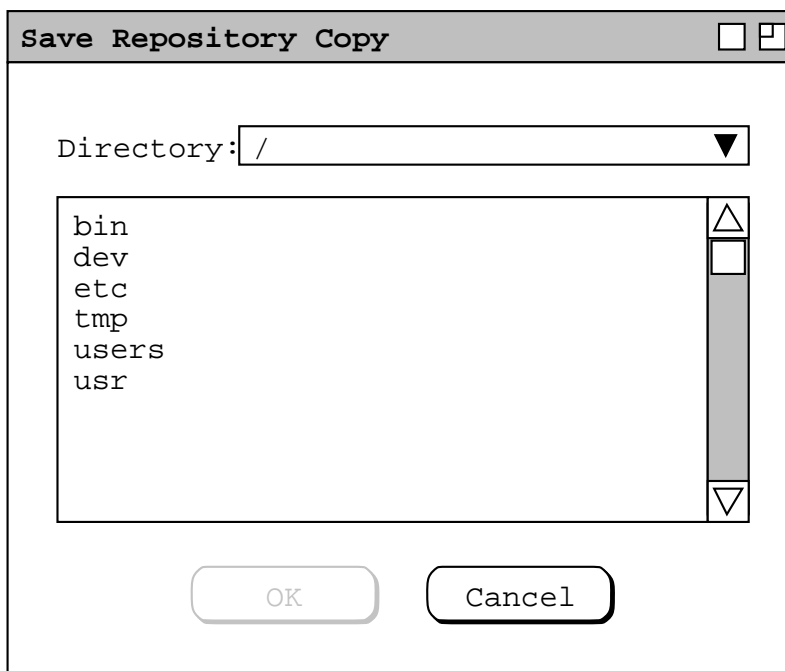 Save Repository Copy
Directory: /
bin
dev
etc
tmp
users
usr
OK Cancel